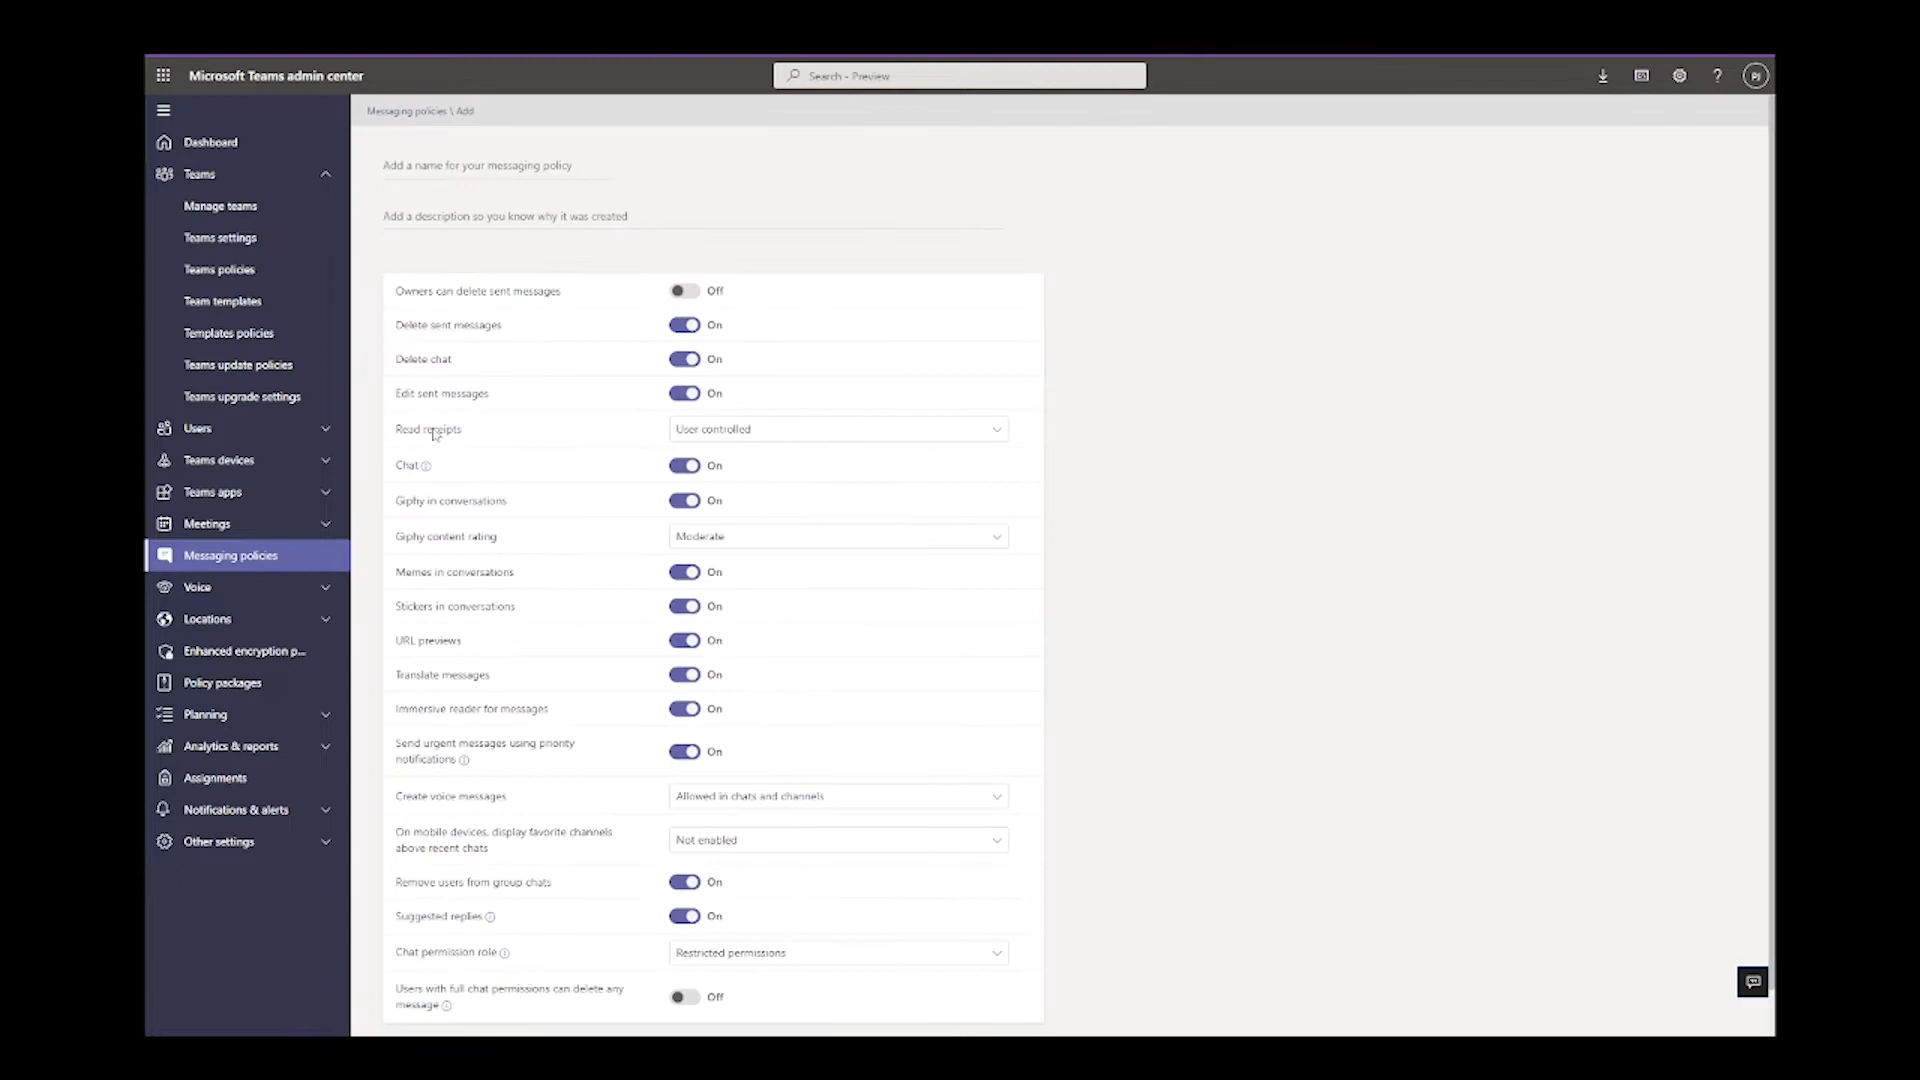 Microsoft Teams admin center
Search - Preview
PJ
Messaging policies \ Add
Dashboard
Teams
Manage teams
Teams settings
Teams policies
Team templates
Templates policies
Teams update policies
Teams upgrade settings
Users
Teams devices
Teams apps
Meetings
Messaging policies
Voice
Locations
Enhanced encryption p...
Policy packages
Planning
Analytics & reports
Assignments
Notifications & alerts
Other settings
Add a name for your messaging policy
Add a description so you know why it was created
Owners can delete sent messages Off
Delete sent messages On
Delete chat On
Edit sent messages On
Read receipts User controlled
Chat On
Giphy in conversations On
Giphy content rating Moderate
Memes in conversations On
Stickers in conversations On
URL previews On
Translate messages On
Immersive reader for messages On
Send urgent messages using priority
notifications On
Create voice messages Allowed in chats and channels
On mobile devices, display favorite channels
above recent chats Not enabled
Remove users from group chats On
Suggested replies On
Chat permission role Restricted permissions
Users with full chat permissions can delete any
message Off